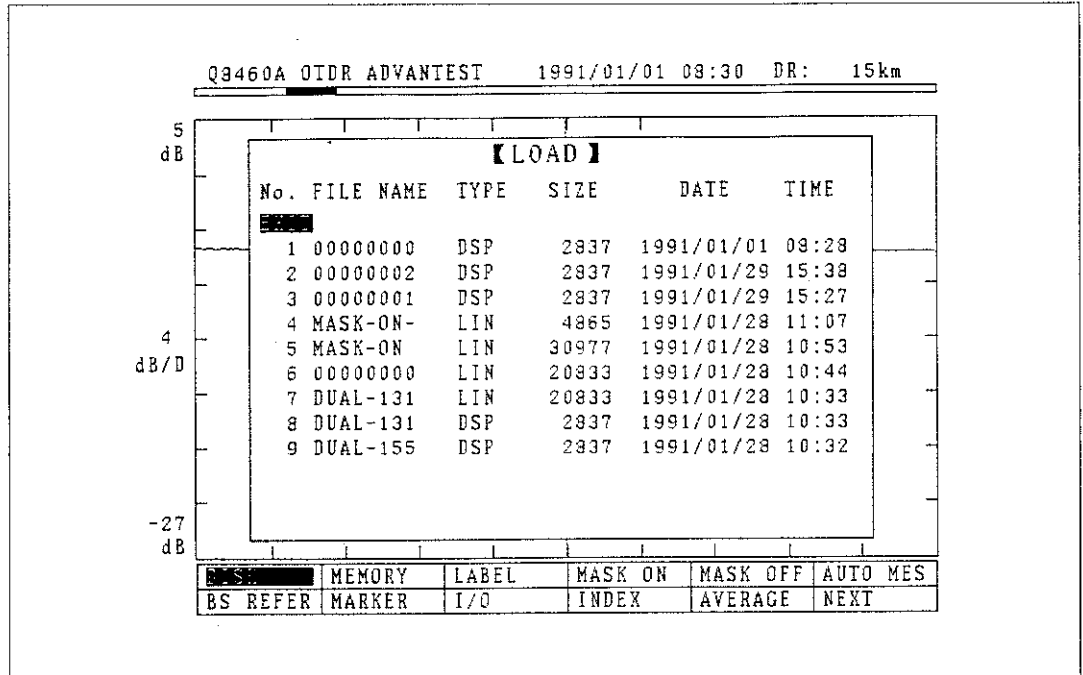 Q8460A OTDR ADVANTEST 1991/01/01 08:30 DR: 15km
5
dB
【LOAD】
No. FILE NAME TYPE SIZE DATE TIME
1 00000000 DSP 2837 1991/01/01 08:28
2 00000002 DSP 2837 1991/01/29 15:38
3 00000001 DSP 2837 1991/01/29 15:27
4 MASK-ON- LIN 4865 1991/01/28 11:07
5 MASK-ON LIN 30977 1991/01/28 10:53
6 00000000 LIN 20833 1991/01/28 10:44
7 DUAL-131 LIN 20833 1991/01/28 10:33
8 DUAL-131 DSP 2837 1991/01/28 10:33
9 DUAL-155 DSP 2837 1991/01/28 10:32
4
dB/D
-27
dB
MEMORY LABEL MASK ON MASK OFF AUTO MES
BS REFER MARKER I/O INDEX AVERAGE NEXT